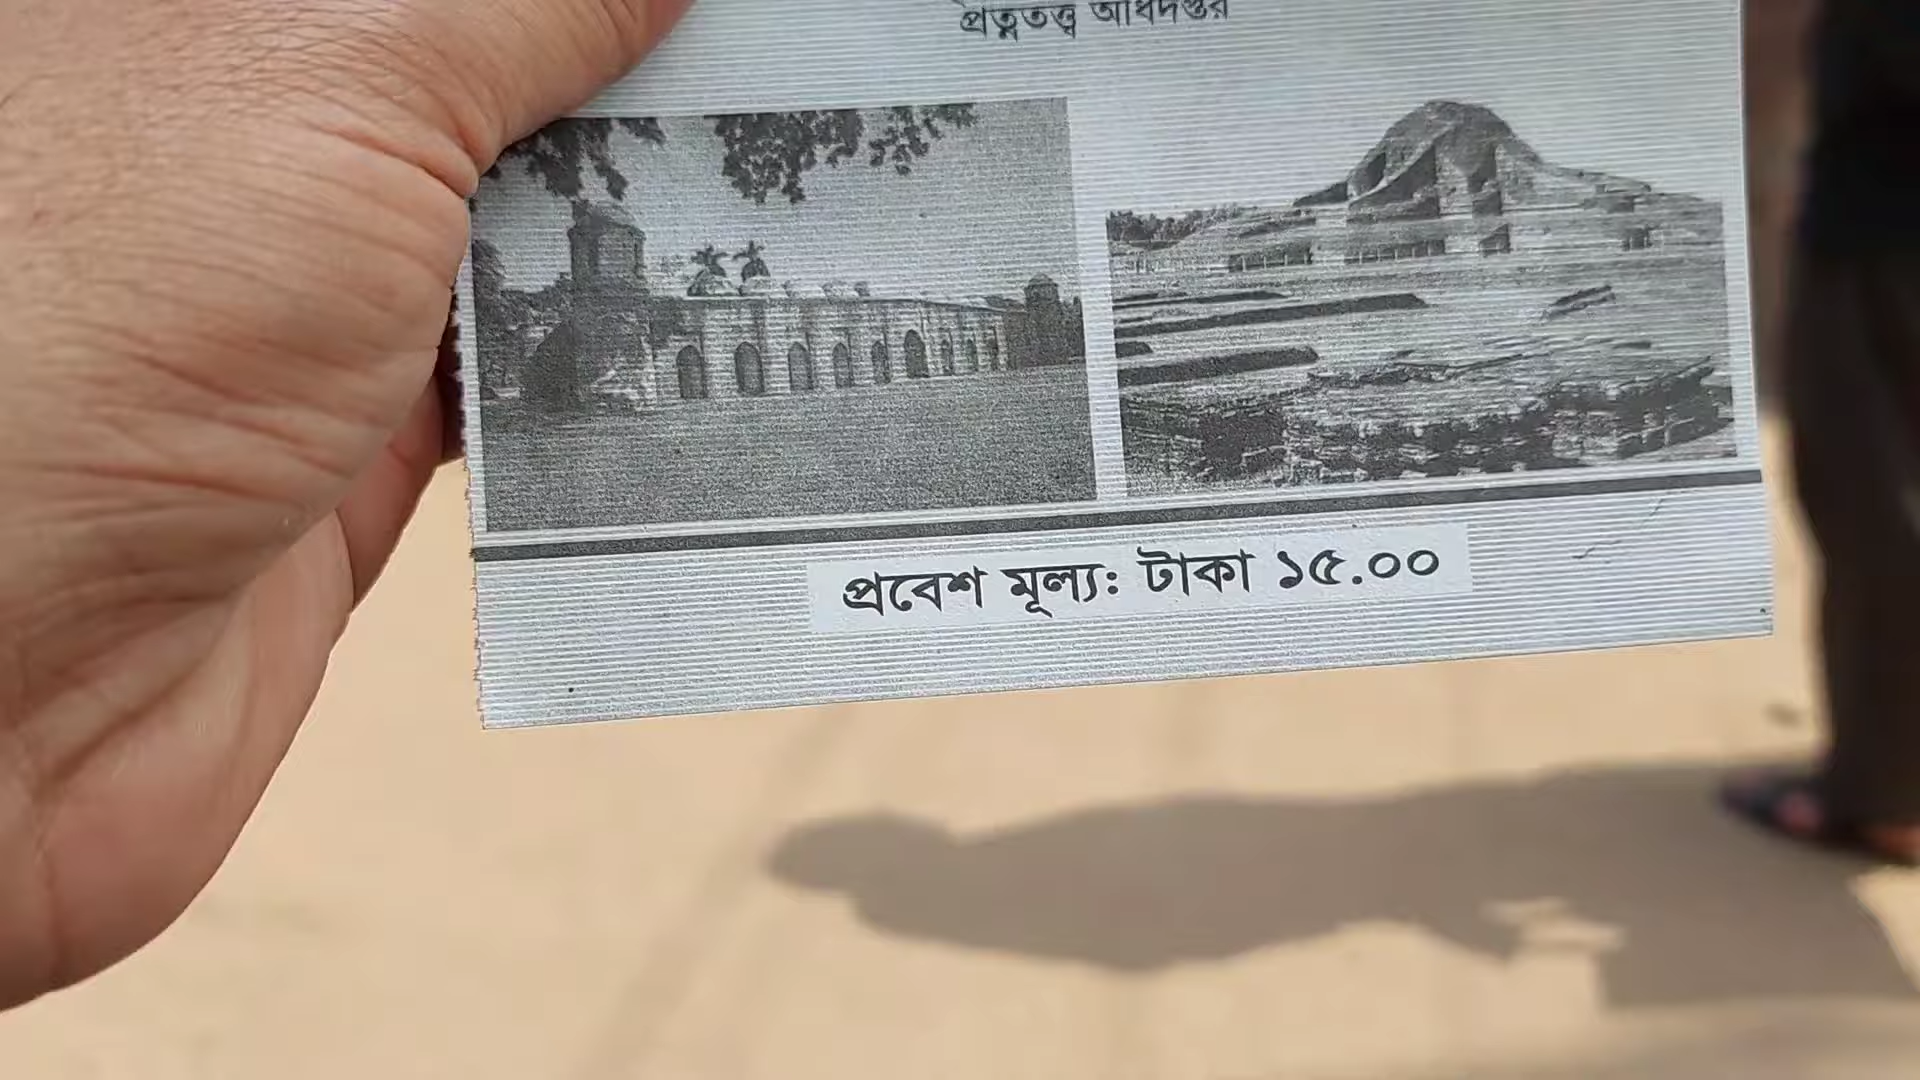 প্রত্নতত্ত্ব অধিদপ্তর
প্রবেশ মূল্য: টাকা ১৫.০০